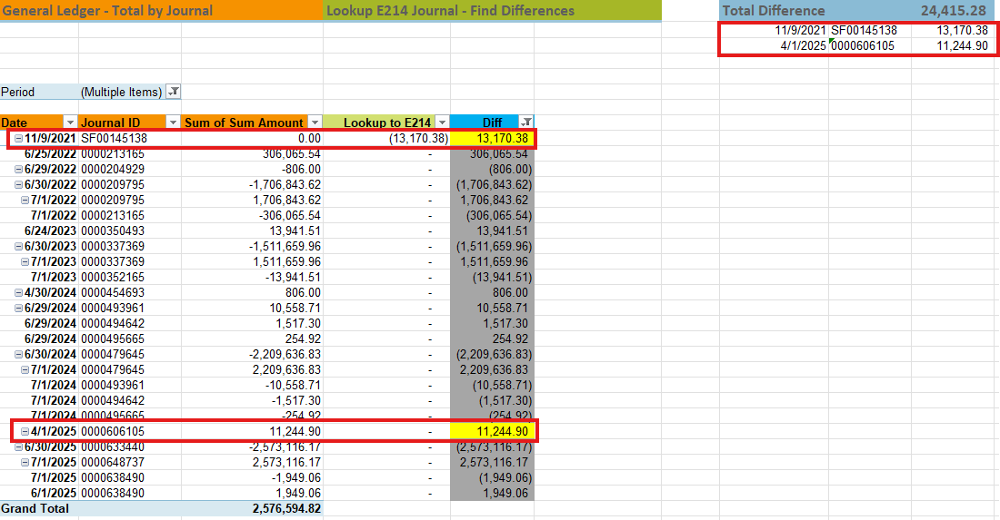 General Ledger - Total by Journal Lookup E214 Journal - Find Differences Total Difference 24,415.28
11/9/2021 SF00145138 13,170.38
4/1/2025 0000606105 11,244.90
Period (Multiple Items)
Date Journal ID Sum of Sum Amount Lookup to E214 Diff
11/9/2021 SF00145138 0.00 (13,170.38) 13,170.38
6/25/2022 0000213165 306,065.54 - 306,065.54
6/29/2022 0000204929 -806.00 - (806.00)
6/30/2022 0000209795 -1,706,843.62 - (1,706,843.62)
7/1/2022 0000209795 1,706,843.62 - 1,706,843.62
7/1/2022 0000213165 -306,065.54 - (306,065.54)
6/24/2023 0000350493 13,941.51 - 13,941.51
6/30/2023 0000337369 -1,511,659.96 - (1,511,659.96)
7/1/2023 0000337369 1,511,659.96 - 1,511,659.96
7/1/2023 0000352165 -13,941.51 - (13,941.51)
4/30/2024 0000454693 806.00 - 806.00
6/29/2024 0000493961 10,558.71 - 10,558.71
6/29/2024 0000494642 1,517.30 - 1,517.30
6/29/2024 0000495665 254.92 - 254.92
6/30/2024 0000479645 -2,209,636.83 - (2,209,636.83)
7/1/2024 0000479645 2,209,636.83 - 2,209,636.83
7/1/2024 0000493961 -10,558.71 - (10,558.71)
7/1/2024 0000494642 -1,517.30 - (1,517.30)
7/1/2024 0000495665 -254.92 - (254.92)
4/1/2025 0000606105 11,244.90 - 11,244.90
6/30/2025 0000633440 -2,573,116.17 - (2,573,116.17)
7/1/2025 0000648737 2,573,116.17 - 2,573,116.17
7/1/2025 0000638490 -1,949.06 - (1,949.06)
6/1/2025 0000638490 1,949.06 - 1,949.06
Grand Total 2,576,594.82